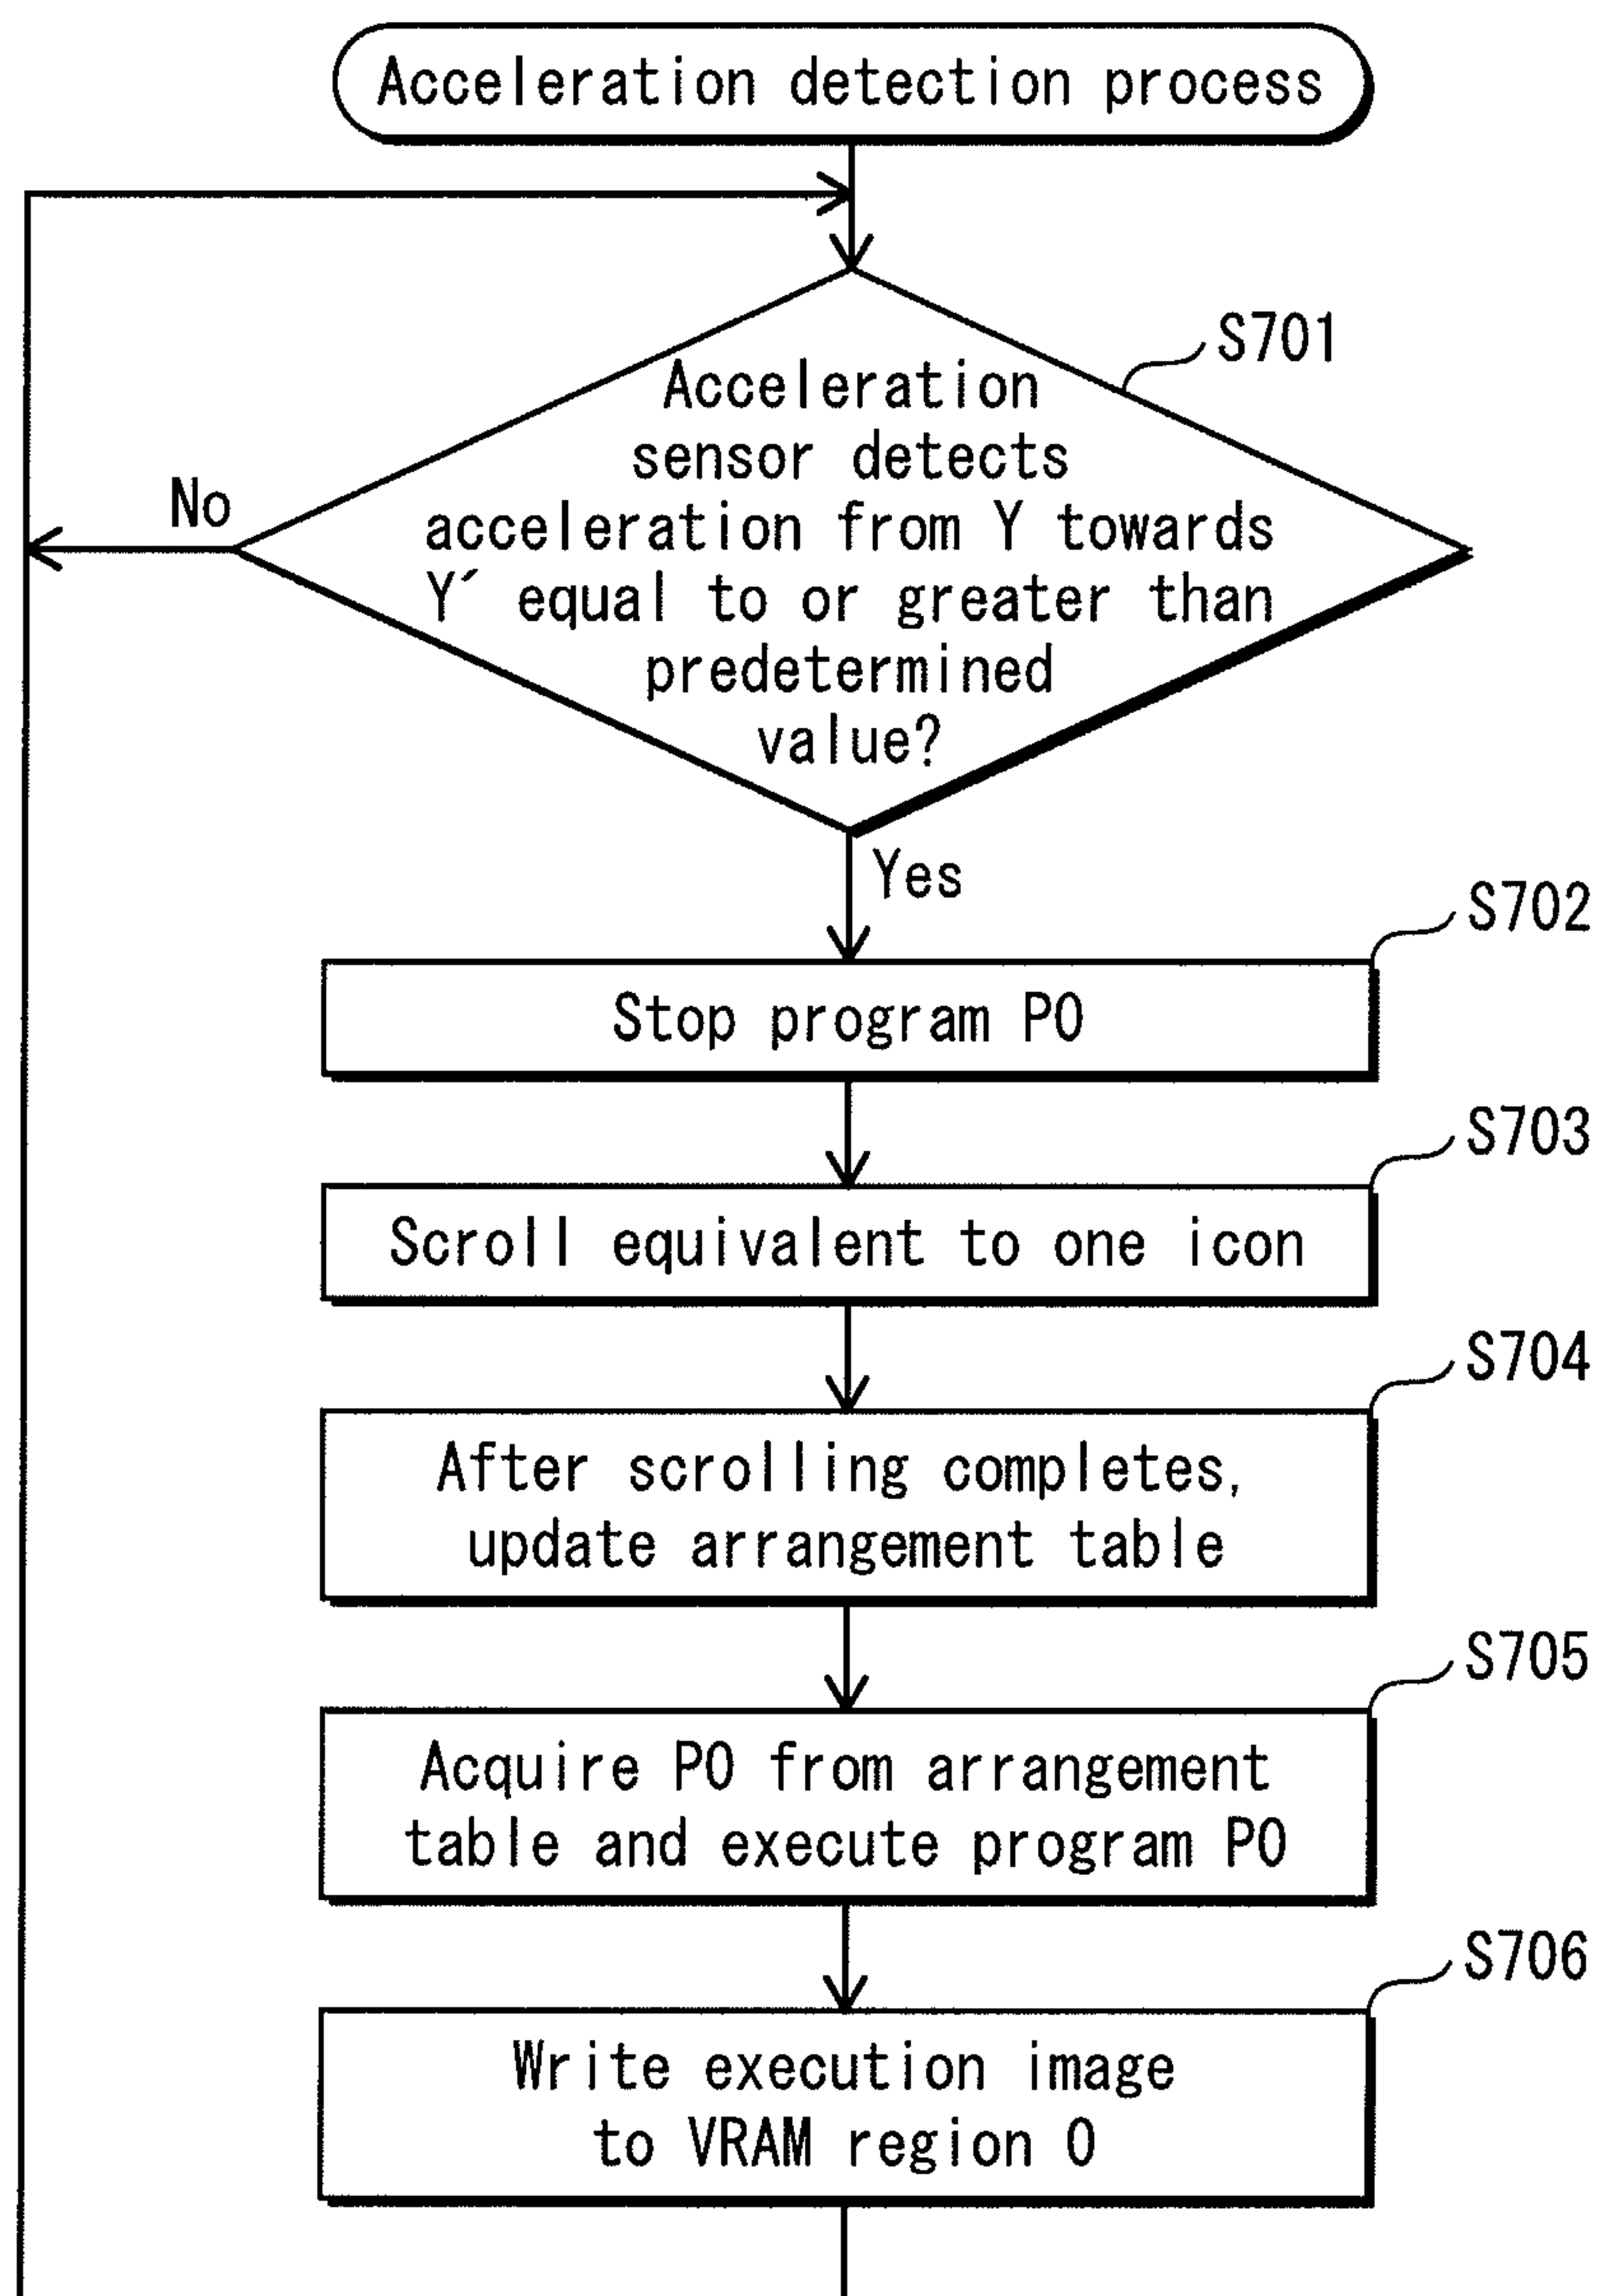 Acceleration detection process
S701
Acceleration
sensor detects
acceleration from Y towards
Y´ equal to or greater than
predetermined
value?
No
Yes
S702
Stop program P0
S703
Scroll equivalent to one icon
S704
After scrolling completes,
update arrangement table
S705
Acquire P0 from arrangement
table and execute program P0
S706
Write execution image
to VRAM region 0